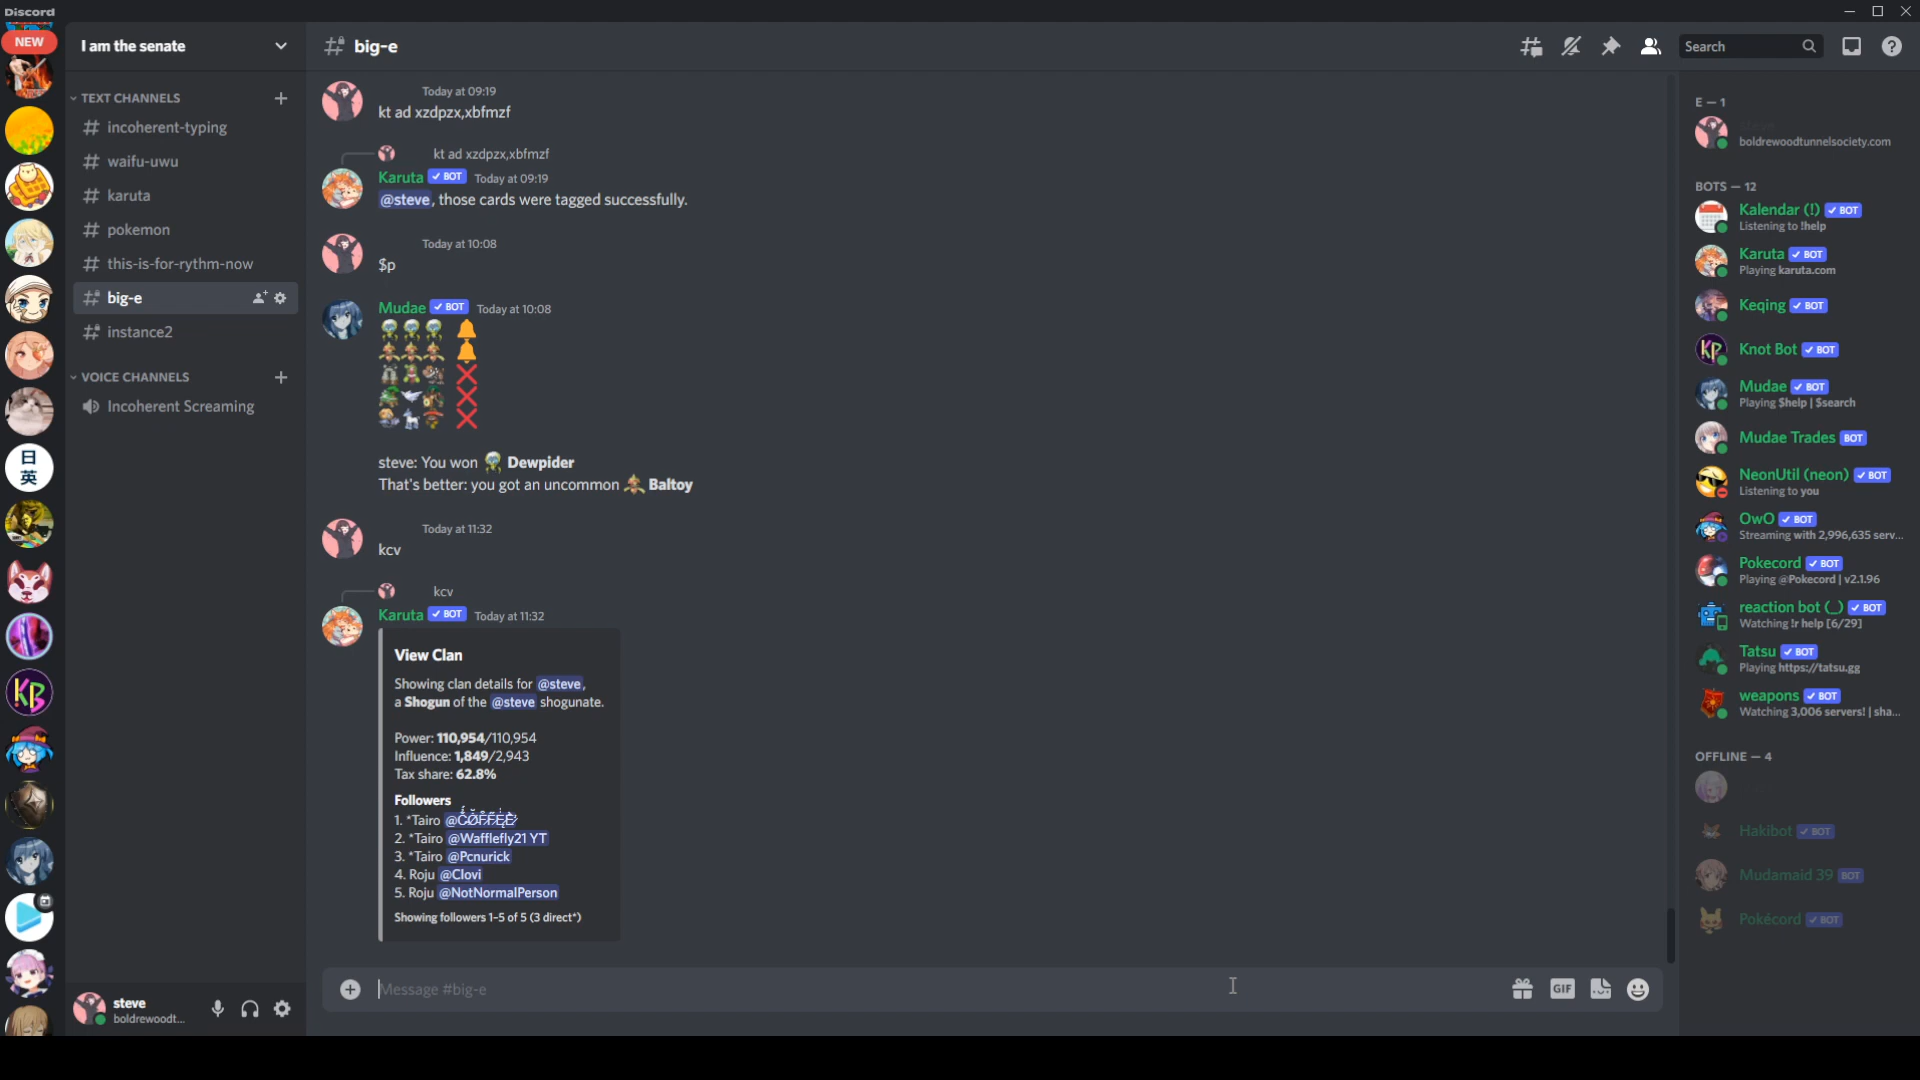 Discord
NEW
日
英
I am the senate
TEXT CHANNELS
incoherent-typing
waifu-uwu
karuta
pokemon
this-is-for-rythm-now
big-e
instance2
VOICE CHANNELS
Incoherent Screaming
steve
boldrewoodt...
big-e
Search
Today at 09:19
kt ad xzdpzx,xbfmzf
kt ad xzdpzx,xbfmzf
Karuta ✓ BOT Today at 09:19
@steve, those cards were tagged successfully.
Today at 10:08
$p
Mudae ✓ BOT Today at 10:08
steve: You won Dewpider
That's better: you got an uncommon Baltoy
Today at 11:32
kcv
kcv
Karuta ✓ BOT Today at 11:32
View Clan
Showing clan details for @steve,
a Shogun of the @steve shogunate.
Power: 110,954/110,954
Influence: 1,849/2,943
Tax share: 62.8%
Followers
1. *Tairo
2. *Tairo @Wafflefly21 YT
3. *Tairo @Pcnurick
4. Roju @Clovi
5. Roju @NotNormalPerson
Showing followers 1-5 of 5 (3 direct*)
Message #big-e
GIF
E — 1
boldrewoodtunnelsociety.com
BOTS — 12
Kalendar (!) ✓ BOT
Listening to !help
Karuta ✓ BOT
Playing karuta.com
Keqing ✓ BOT
Knot Bot ✓ BOT
Mudae ✓ BOT
Playing $help | $search
Mudae Trades BOT
NeonUtil (neon) ✓ BOT
Listening to you
OwO ✓ BOT
Streaming with 2,996,635 serv...
Pokecord ✓ BOT
Playing @Pokecord | v2.1.96
reaction bot (_) ✓ BOT
Watching !r help [6/29]
Tatsu ✓ BOT
Playing https://tatsu.gg
weapons ✓ BOT
Watching 3,006 servers! | sha...
OFFLINE — 4
Hakibot ✓ BOT
Mudamaid 39 BOT
Pokécord ✓ BOT